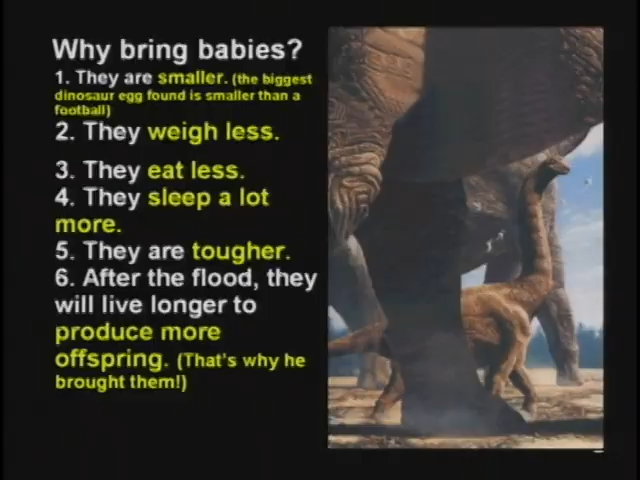 Why bring babies?
1. They are smaller. (the biggest
dinosaur egg found is smaller than a
football)
2. They weigh less.
3. They eat less.
4. They sleep a lot
more.
5. They are tougher.
6. After the flood, they
will live longer to
produce more
offspring. (That's why he
brought them!)